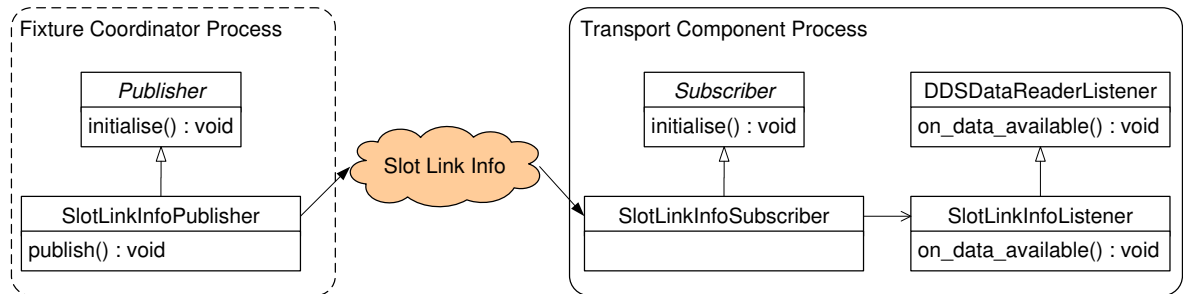 Fixture Coordinator Process
Publisher
initialise() : void
SlotLinkInfoPublisher
publish() : void
Slot Link Info
Transport Component Process
Subscriber
initialise() : void
DDSDataReaderListener
on_data_available() : void
SlotLinkInfoSubscriber
SlotLinkInfoListener
on_data_available() : void